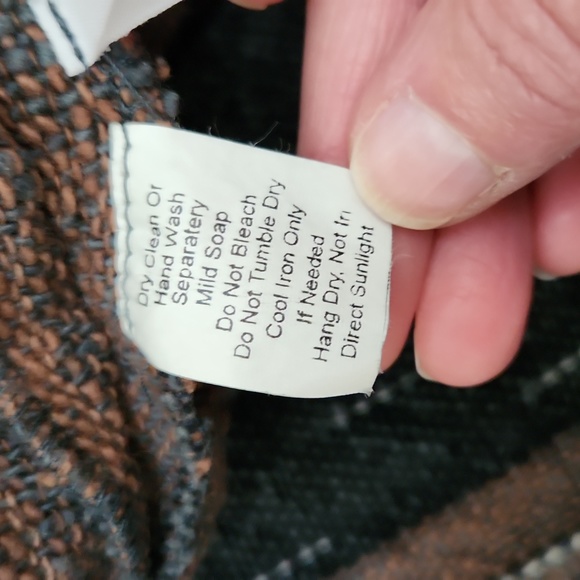 Dry Clean Or
Hand Wash
Separatery
Mild Soap
Do Not Bleach
Do Not Tumble Dry
Cool Iron Only
If Needed
Hang Dry. Not In
Direct Sunlight